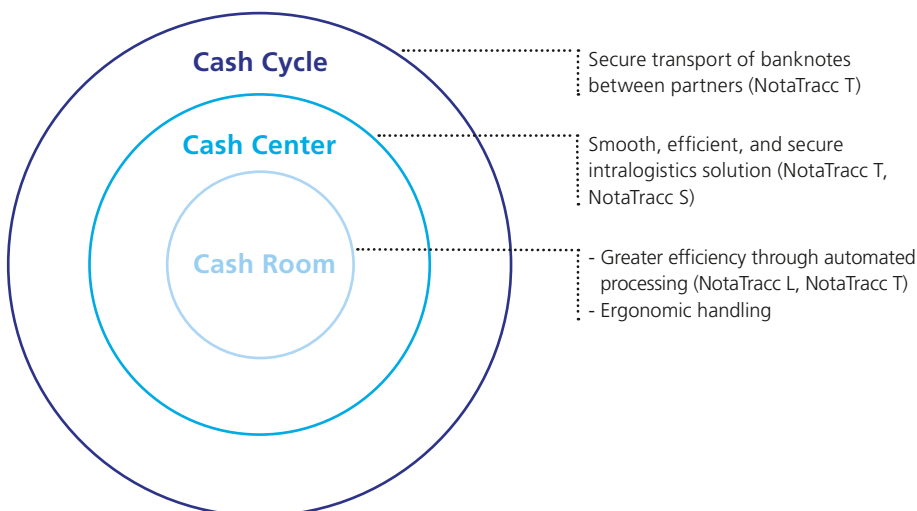 Cash Cycle
Secure transport of banknotes
between partners (NotaTracc T)
Cash Center
Smooth, efficient, and secure
intralogistics solution (NotaTracc T,
NotaTracc S)
Cash Room
- Greater efficiency through automated
processing (NotaTracc L, NotaTracc T)
- Ergonomic handling